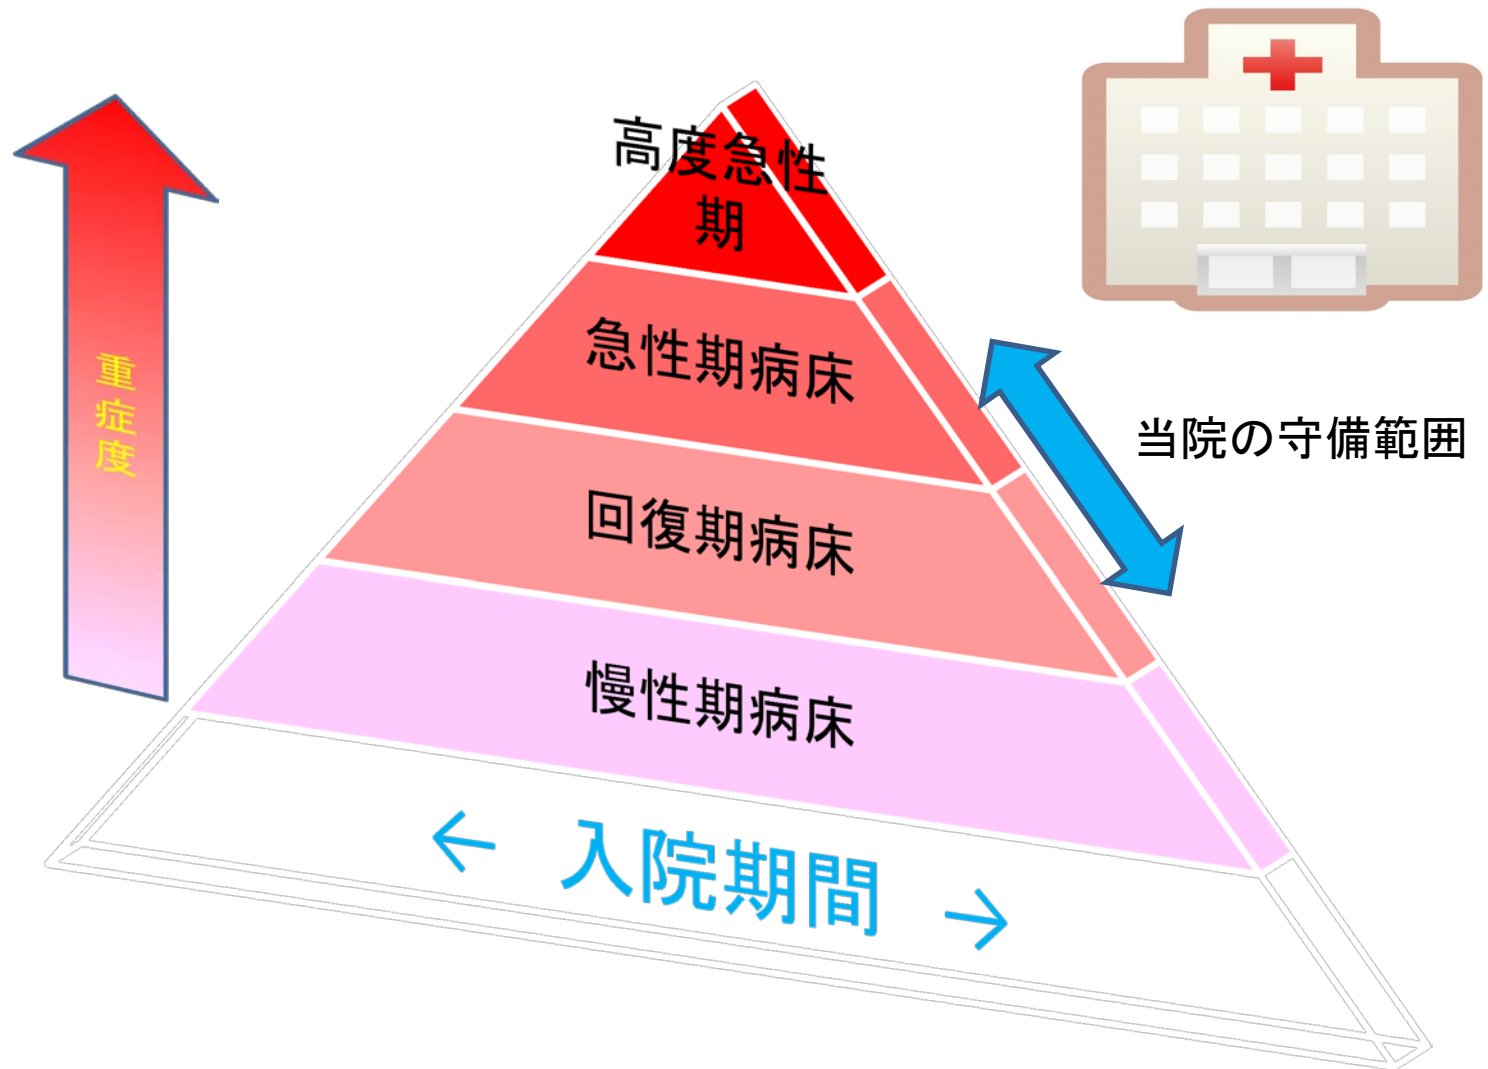 高度急性
期
急性期病床
回復期病床
慢性期病床
← 入院期間 →
重症度
当院の守備範囲